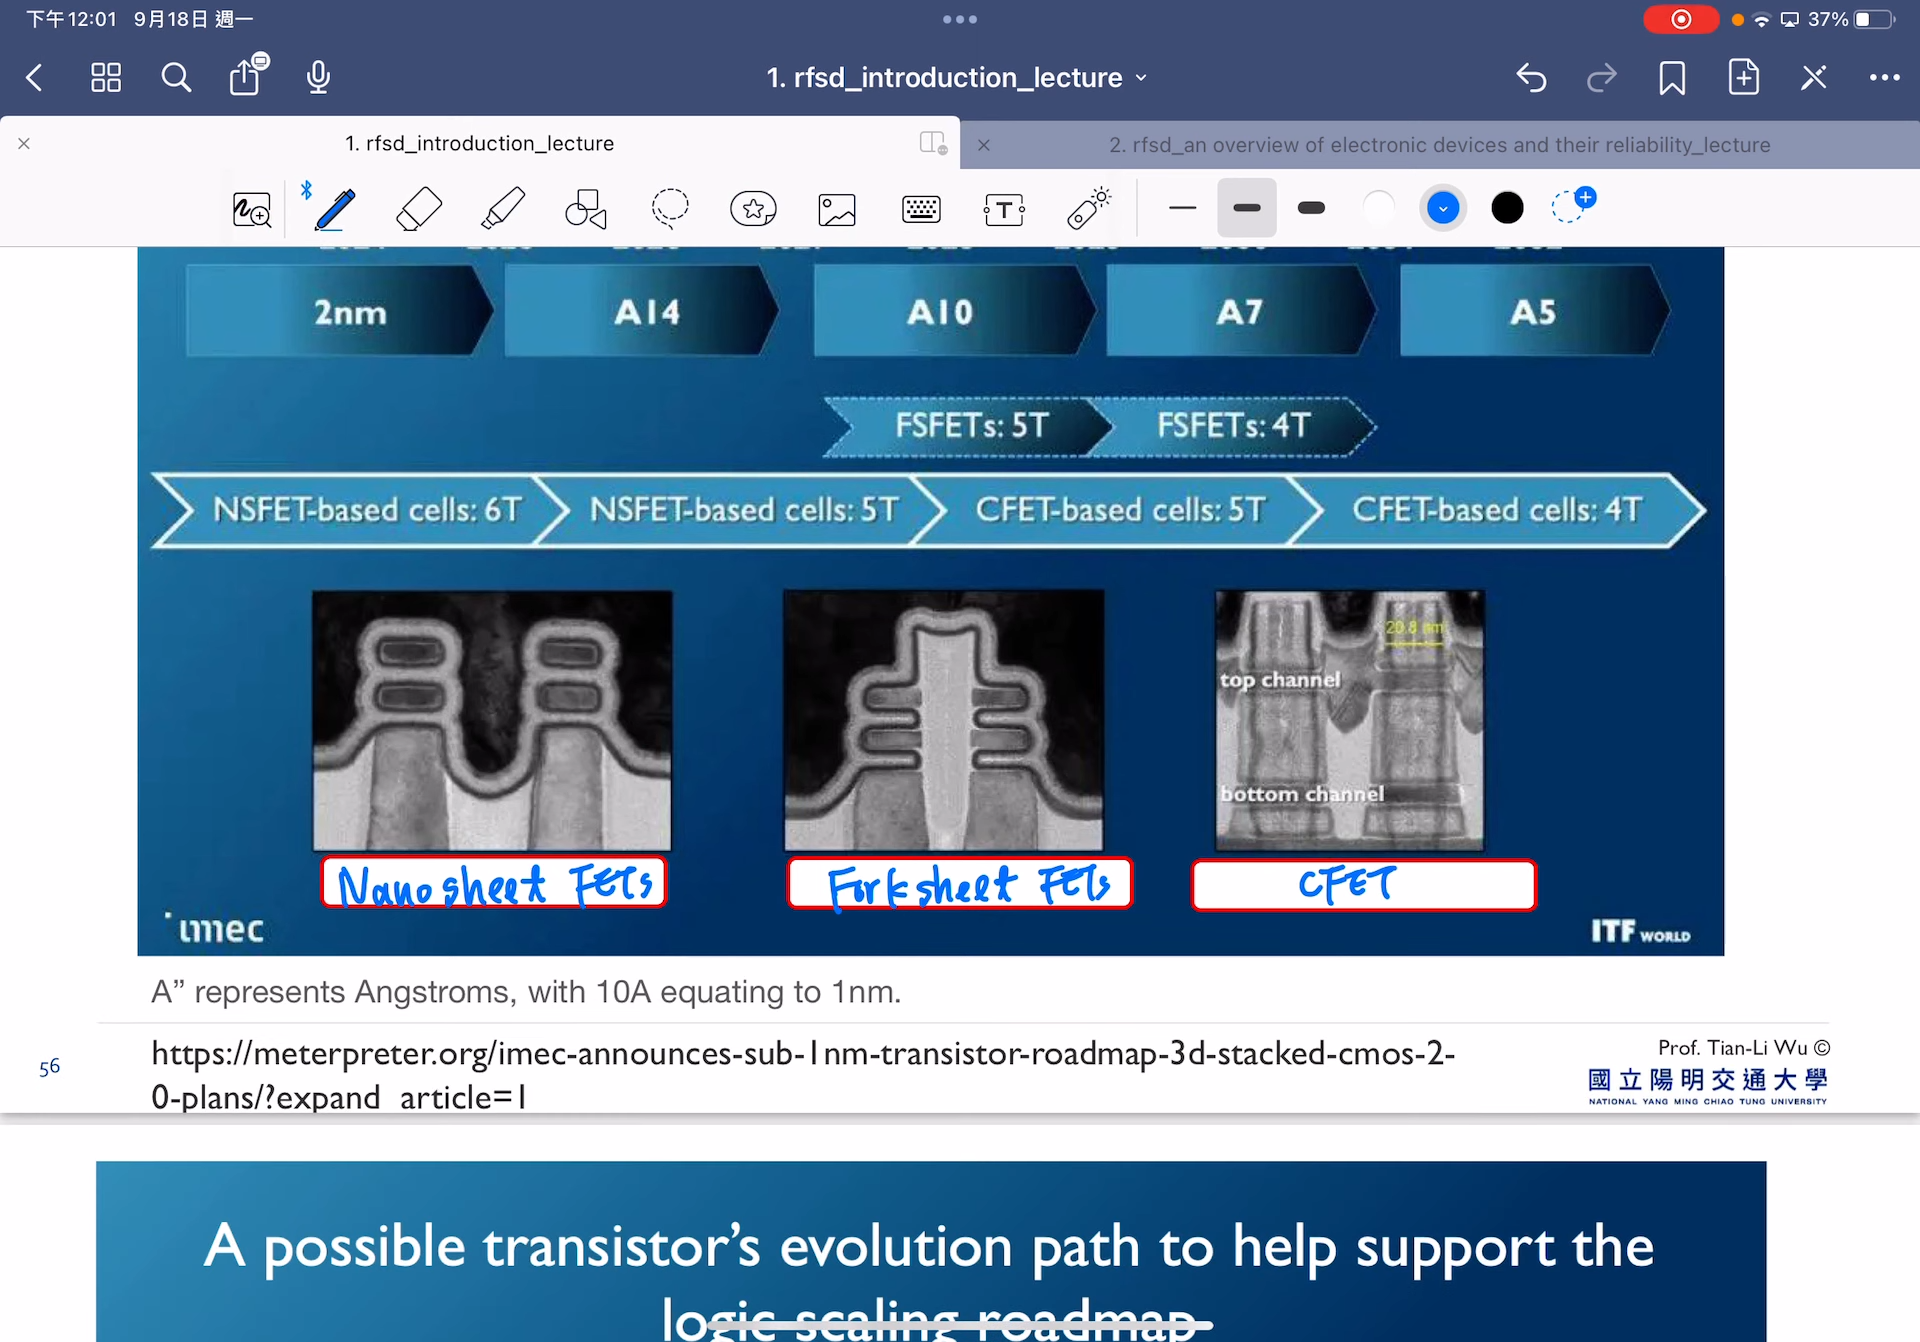 下午12:01 9月18日 週一
37%
1. rfsd_introduction_lecture
1. rfsd_introduction_lecture
2. rfsd_an overview of electronic devices and their reliability_lecture
2nm
A14
A10
A7
A5
FSFETs: 5T
FSFETs: 4T
NSFET-based cells: 6T
NSFET-based cells: 5T
CFET-based cells: 5T
CFET-based cells: 4T
20.8 nm
top channel
bottom channel
Nanosheet FETs
Forksheet FETs
CFET
imec
ITF WORLD
A” represents Angstroms, with 10A equating to 1nm.
56
https://meterpreter.org/imec-announces-sub-1nm-transistor-roadmap-3d-stacked-cmos-2-
0-plans/?expand_article=1
Prof. Tian-Li Wu ©
國立陽明交通大學
NATIONAL YANG MING CHIAO TUNG UNIVERSITY
A possible transistor’s evolution path to help support the
logic scaling roadmap